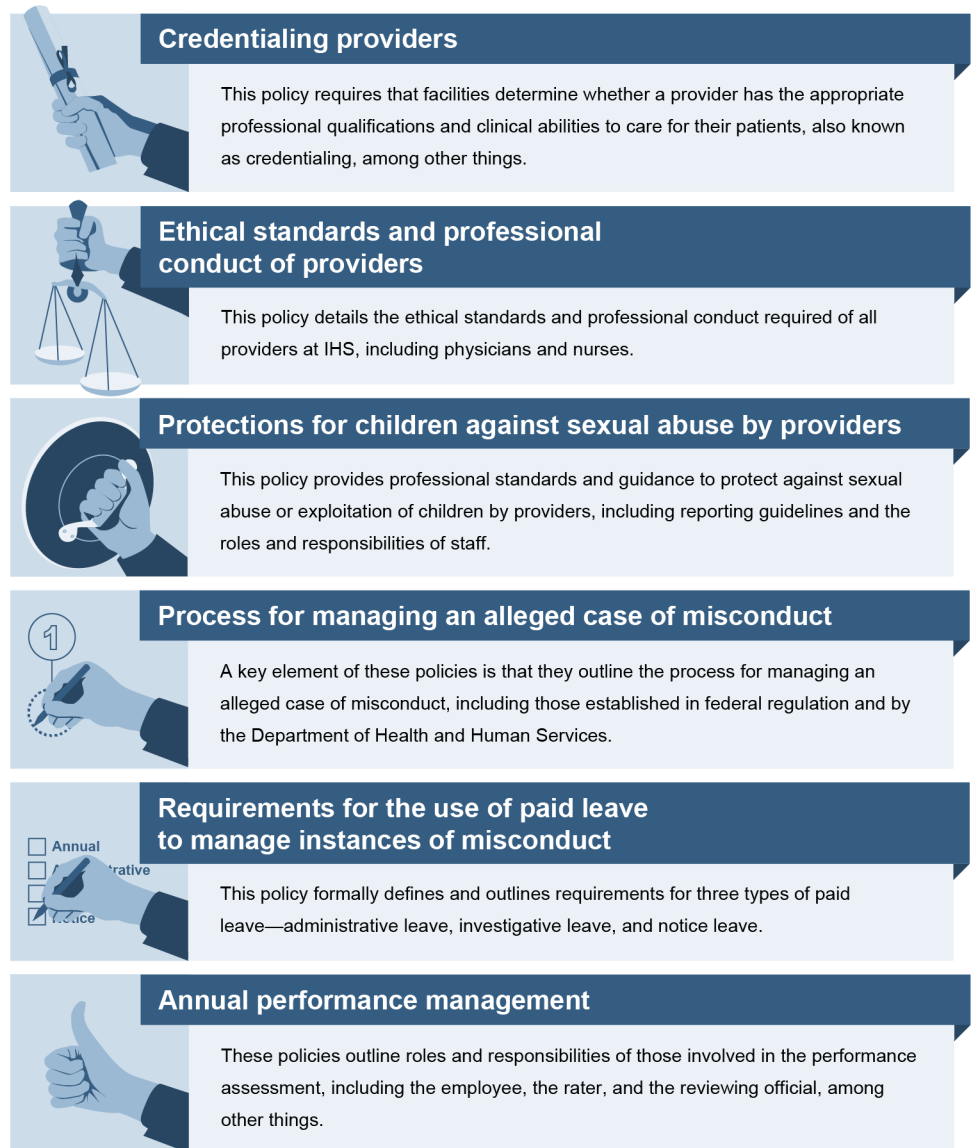 Credentialing providers
This policy requires that facilities determine whether a provider has the appropriate
professional qualifications and clinical abilities to care for their patients, also known
as credentialing, among other things.
Ethical standards and professional
conduct of providers
This policy details the ethical standards and professional conduct required of all
providers at IHS, including physicians and nurses.
Protections for children against sexual abuse by providers
This policy provides professional standards and guidance to protect against sexual
abuse or exploitation of children by providers, including reporting guidelines and the
roles and responsibilities of staff.
1
Process for managing an alleged case of misconduct
A key element of these policies is that they outline the process for managing an
alleged case of misconduct, including those established in federal regulation and by
the Department of Health and Human Services.
Requirements for the use of paid leave
to manage instances of misconduct
Annual
This policy formally defines and outlines requirements for three types of paid
leave—administrative leave, investigative leave, and notice leave.
Annual performance management
These policies outline roles and responsibilities of those involved in the performance
assessment, including the employee, the rater, and the reviewing official, among
other things.